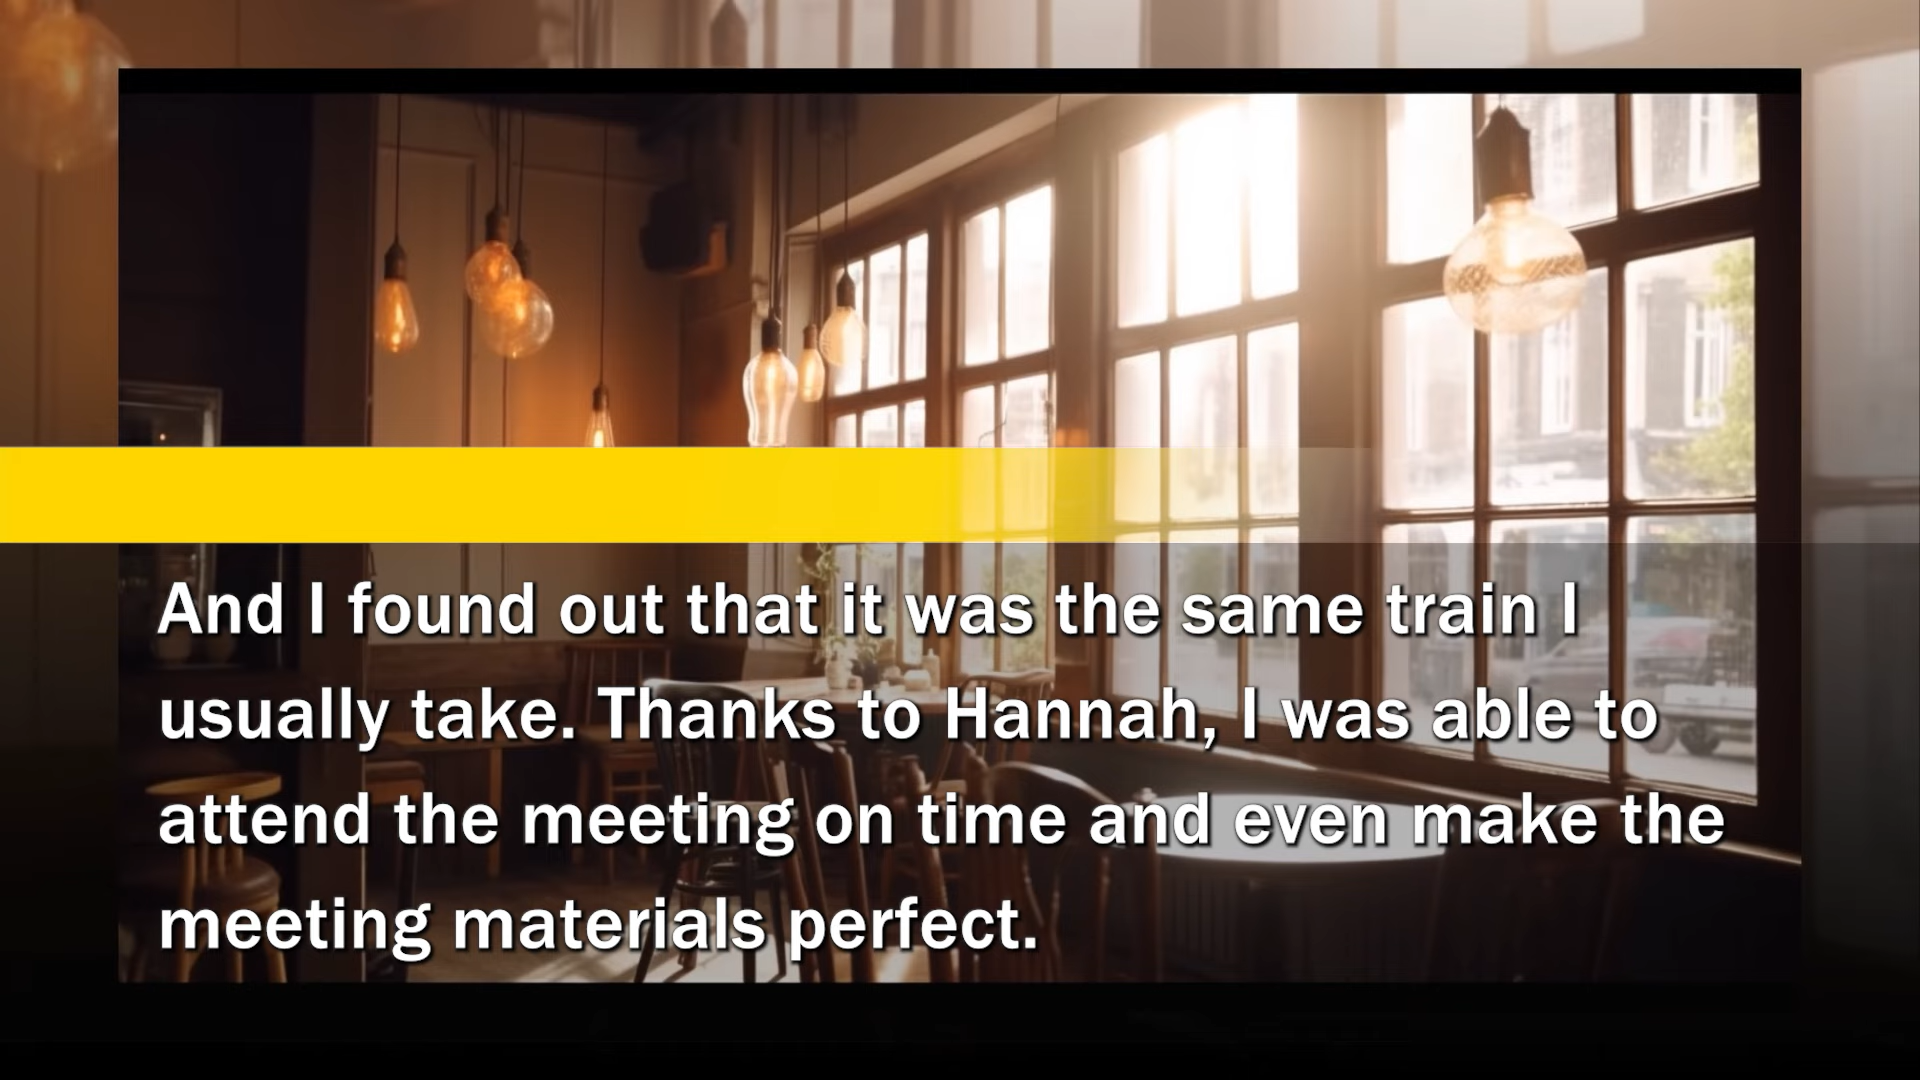 And I found out that it was the same train I
usually take. Thanks to Hannah, I was able to
attend the meeting on time and even make the
meeting materials perfect.